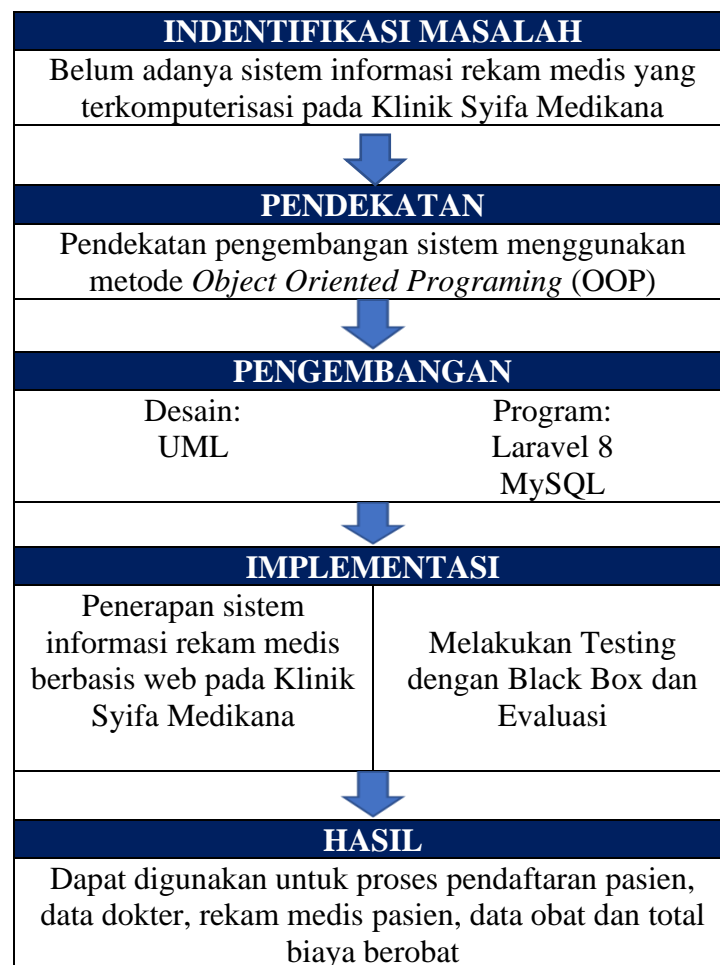 INDENTIFIKASI MASALAH
Belum adanya sistem informasi rekam medis yang
terkomputerisasi pada Klinik Syifa Medikana
PENDEKATAN
Pendekatan pengembangan sistem menggunakan
metode Object Oriented Programing (OOP)
PENGEMBANGAN
Desain:
UML
Program:
Laravel 8
MySQL
IMPLEMENTASI
Penerapan sistem
informasi rekam medis
berbasis web pada Klinik
Syifa Medikana
Melakukan Testing
dengan Black Box dan
Evaluasi
HASIL
Dapat digunakan untuk proses pendaftaran pasien,
data dokter, rekam medis pasien, data obat dan total
biaya berobat